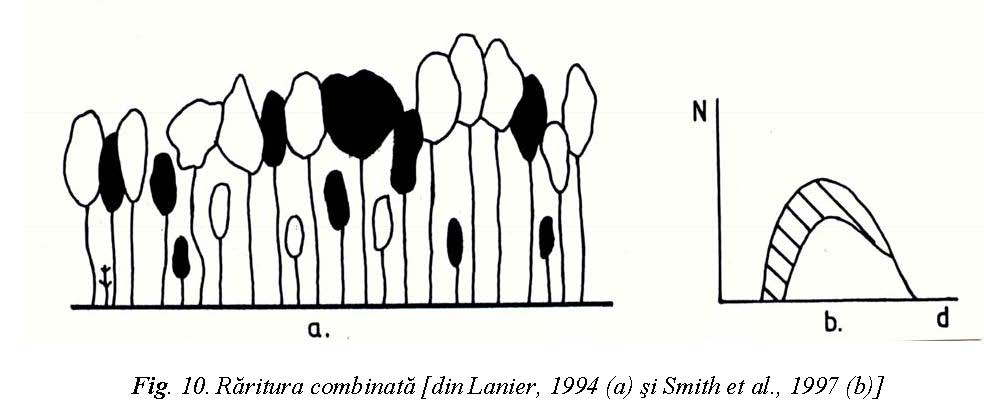 N
a.
b.
d
Fig. 10. Răritura combinată [din Lanier, 1994 (a) şi Smith et al., 1997 (b)]